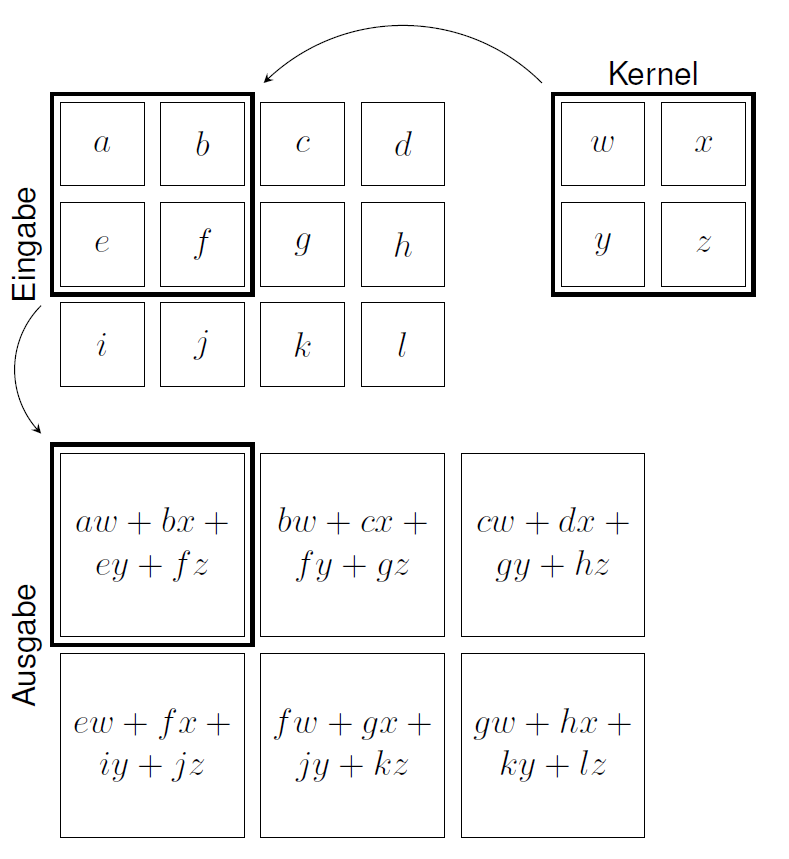 Kernel
Eingabe
a b c d
w x
e f g h
y z
i j k l
Ausgabe
aw + bx +
ey + fz
bw + cx +
fy + gz
cw + dx +
gy + hz
ew + fx +
iy + jz
fw + gx +
jy + kz
gw + hx +
ky + lz